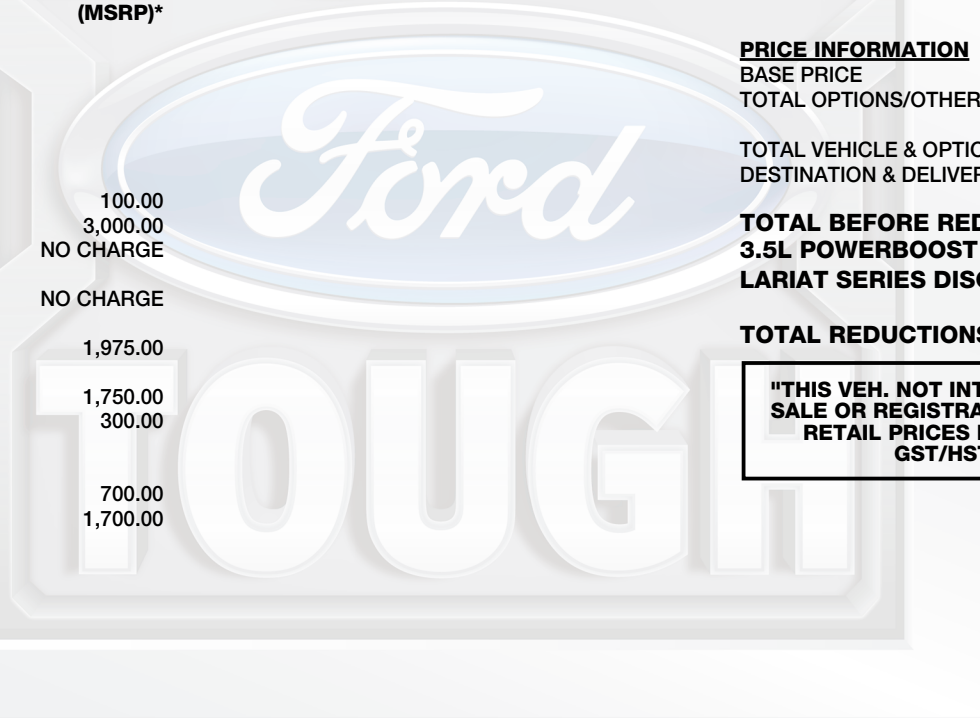 (MSRP)*
100.00
3,000.00
NO CHARGE
NO CHARGE
1,975.00
1,750.00
300.00
700.00
1,700.00
Ford
TOUGH
PRICE INFORMATION
BASE PRICE
TOTAL OPTIONS/OTHER
TOTAL VEHICLE & OPTIO
DESTINATION & DELIVER
TOTAL BEFORE RED
3.5L POWERBOOST
LARIAT SERIES DISC
TOTAL REDUCTIONS
"THIS VEH. NOT INT
SALE OR REGISTRA
RETAIL PRICES
GST/HST